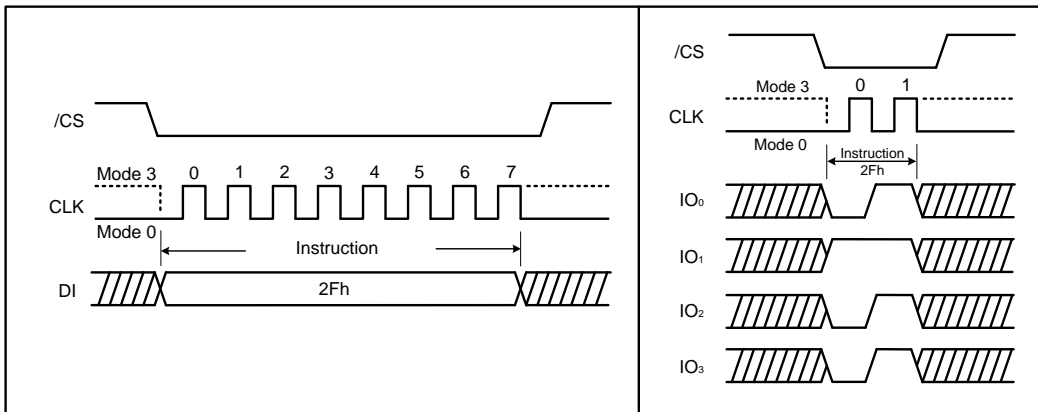 /CS
Mode 3 0 1 2 3 4 5 6 7
CLK
Mode 0
Instruction
DI 2Fh
/CS
Mode 3 0 1
CLK
Mode 0 Instruction
2Fh
IO₀
IO₁
IO₂
IO₃